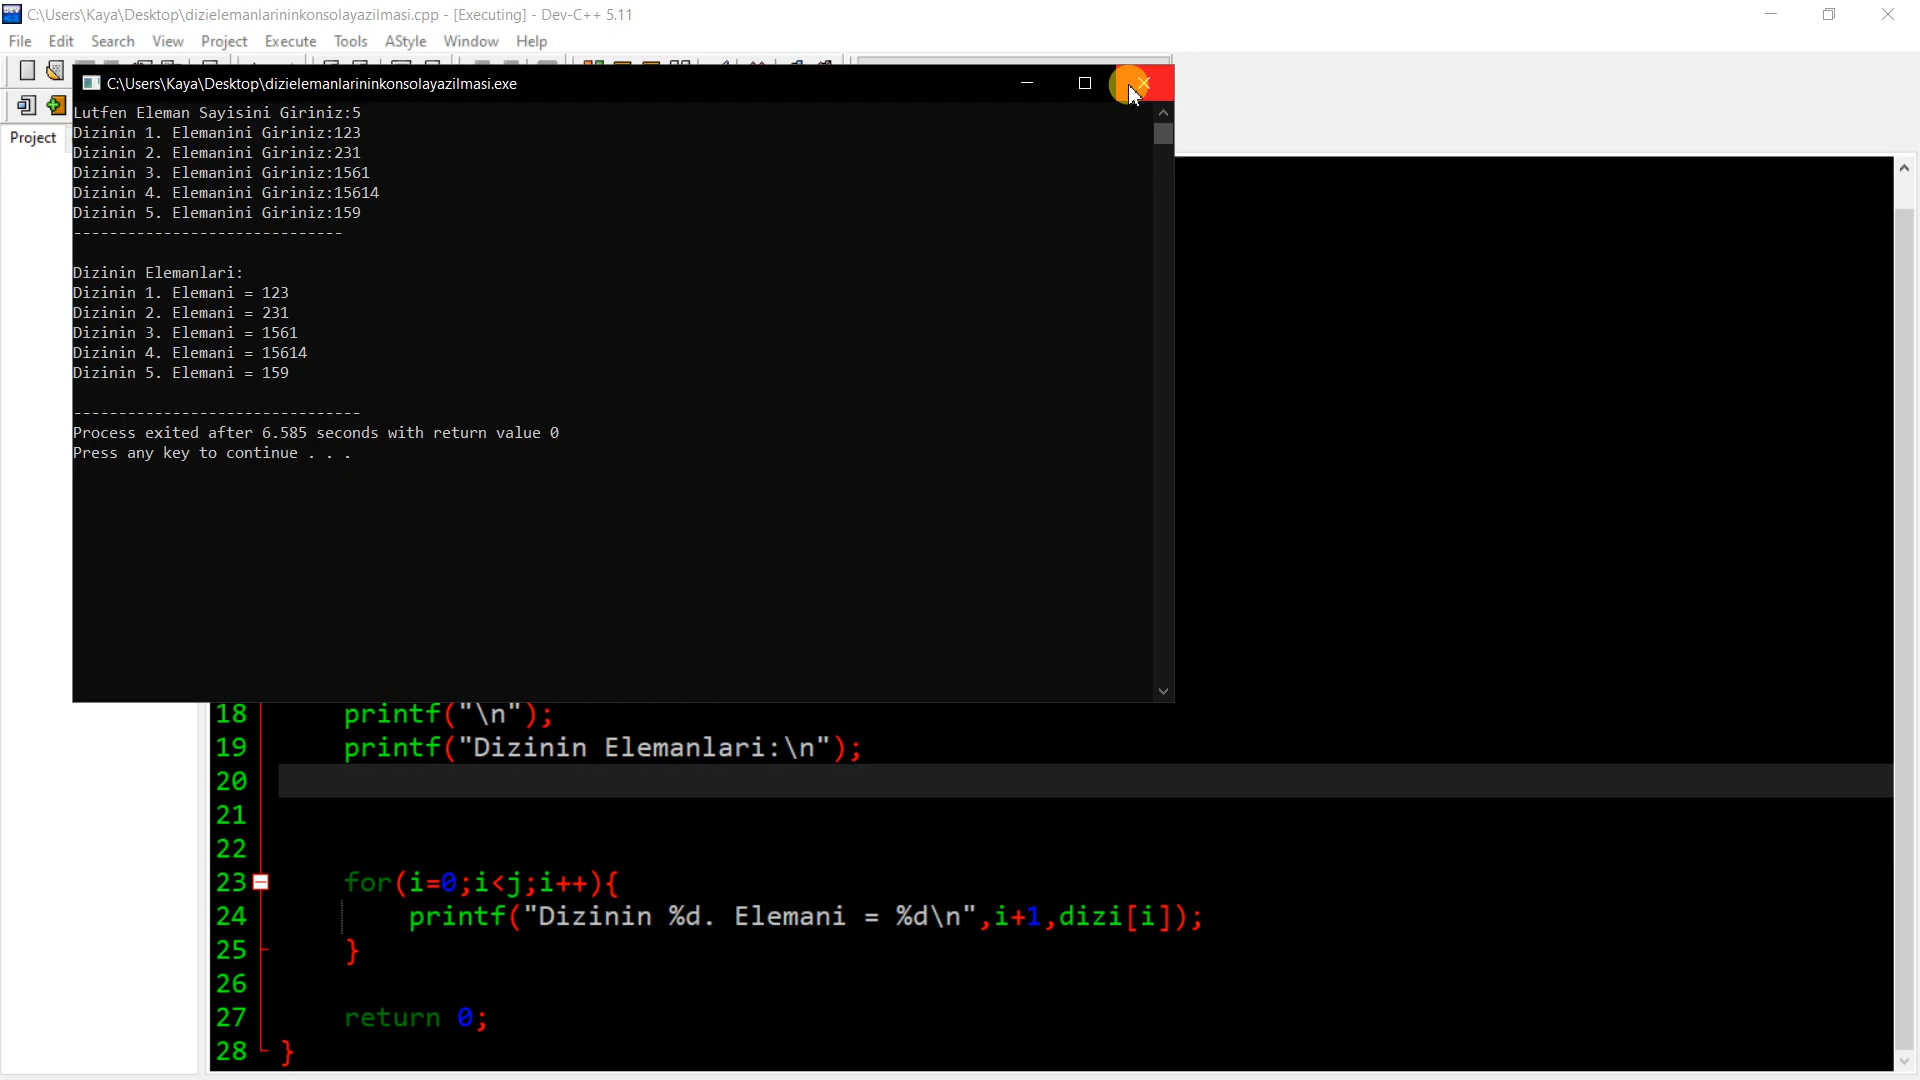 C:\Users\Kaya\Desktop\dizielemanlarininkonsolayazilmasi.cpp - [Executing] - Dev-C++ 5.11
File Edit Search View Project Execute Tools AStyle Window Help
C:\Users\Kaya\Desktop\dizielemanlarininkonsolayazilmasi.exe
Project
Lutfen Eleman Sayisini Giriniz:5
Dizinin 1. Elemanini Giriniz:123
Dizinin 2. Elemanini Giriniz:231
Dizinin 3. Elemanini Giriniz:1561
Dizinin 4. Elemanini Giriniz:15614
Dizinin 5. Elemanini Giriniz:159
------------------------------
Dizinin Elemanlari:
Dizinin 1. Elemani = 123
Dizinin 2. Elemani = 231
Dizinin 3. Elemani = 1561
Dizinin 4. Elemani = 15614
Dizinin 5. Elemani = 159
--------------------------------
Process exited after 6.585 seconds with return value 0
Press any key to continue . . .
18 printf("\n");
19 printf("Dizinin Elemanlari:\n");
20
21
22
23 for(i=0;i<j;i++){
24 printf("Dizinin %d. Elemani = %d\n",i+1,dizi[i]);
25 }
26
27 return 0;
28 }